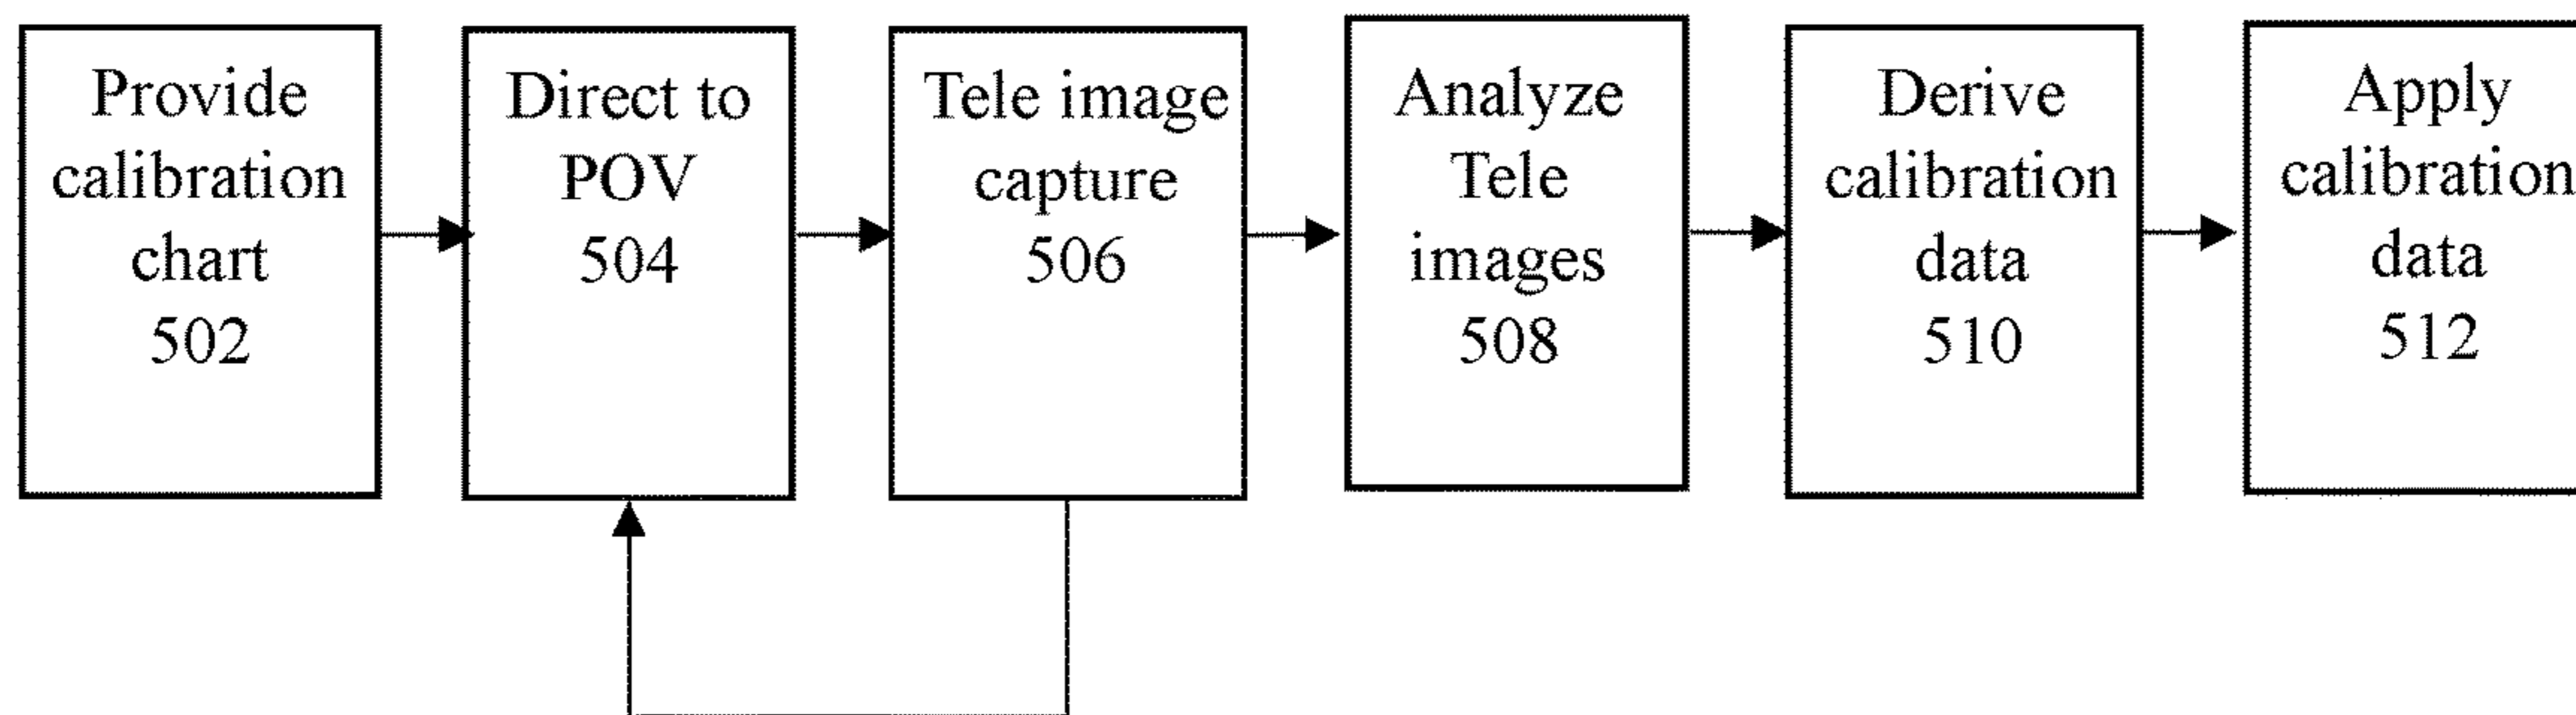 Provide
calibration
chart
502
Direct to
POV
504
Tele image
capture
506
Analyze
Tele
images
508
Derive
calibration
data
510
Apply
calibration
data
512